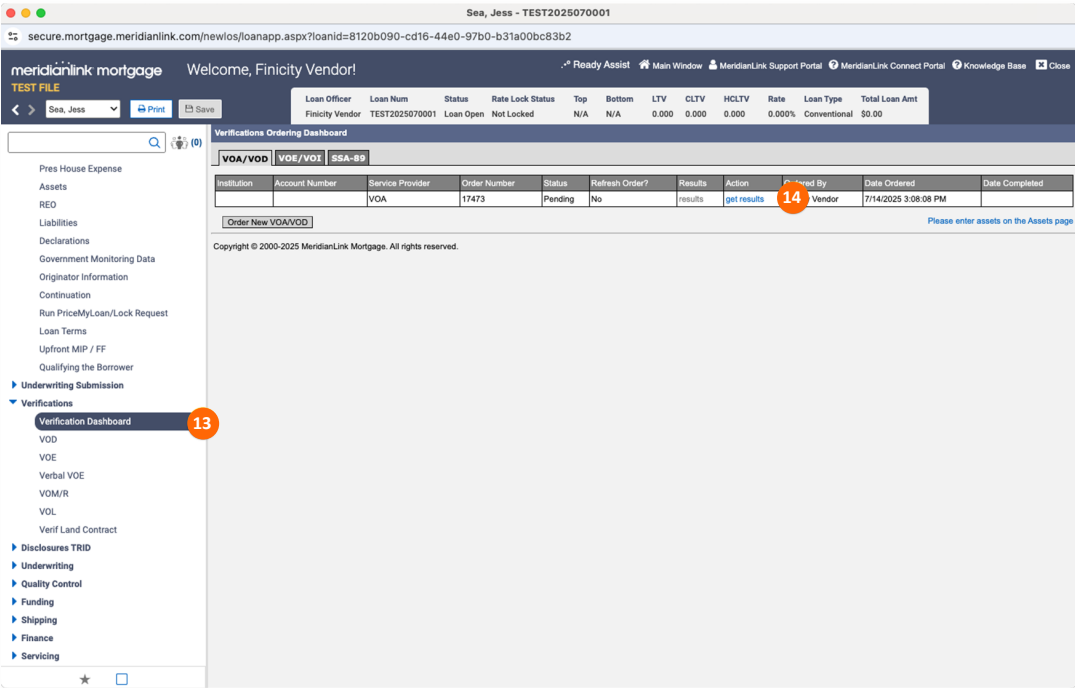 Sea, Jess - TEST2025070001
secure.mortgage.meridianlink.com/newlos/loanapp.aspx?loanid=8120b090-cd16-44e0-97b0-b31a00bc83b2
meridianlink mortgage Welcome, Finicity Vendor!
Ready Assist Main Window MeridianLink Support Portal MeridianLink Connect Portal Knowledge Base Close
TEST FILE
Sea, Jess Print Save
Loan Officer Loan Num Status Rate Lock Status Top Bottom LTV CLTV HCLTV Rate Loan Type Total Loan Amt
Finicity Vendor TEST2025070001 Loan Open Not Locked N/A N/A 0.000 0.000 0.000 0.000% Conventional $0.00
(0)
Pres House Expense
Assets
REO
Liabilities
Declarations
Government Monitoring Data
Originator Information
Continuation
Run PriceMyLoan/Lock Request
Loan Terms
Upfront MIP / FF
Qualifying the Borrower
Underwriting Submission
Verifications
Verification Dashboard
13
VOD
VOE
Verbal VOE
VOM/R
VOL
Verif Land Contract
Disclosures TRID
Underwriting
Quality Control
Funding
Shipping
Finance
Servicing
Verifications Ordering Dashboard
VOA/VOD VOE/VOI SSA-89
Institution Account Number Service Provider Order Number Status Refresh Order? Results Action Ordered By Date Ordered Date Completed
VOA 17473 Pending No results get results 14 Vendor 7/14/2025 3:08:08 PM
Order New VOA/VOD
Please enter assets on the Assets page
Copyright © 2000-2025 MeridianLink Mortgage. All rights reserved.